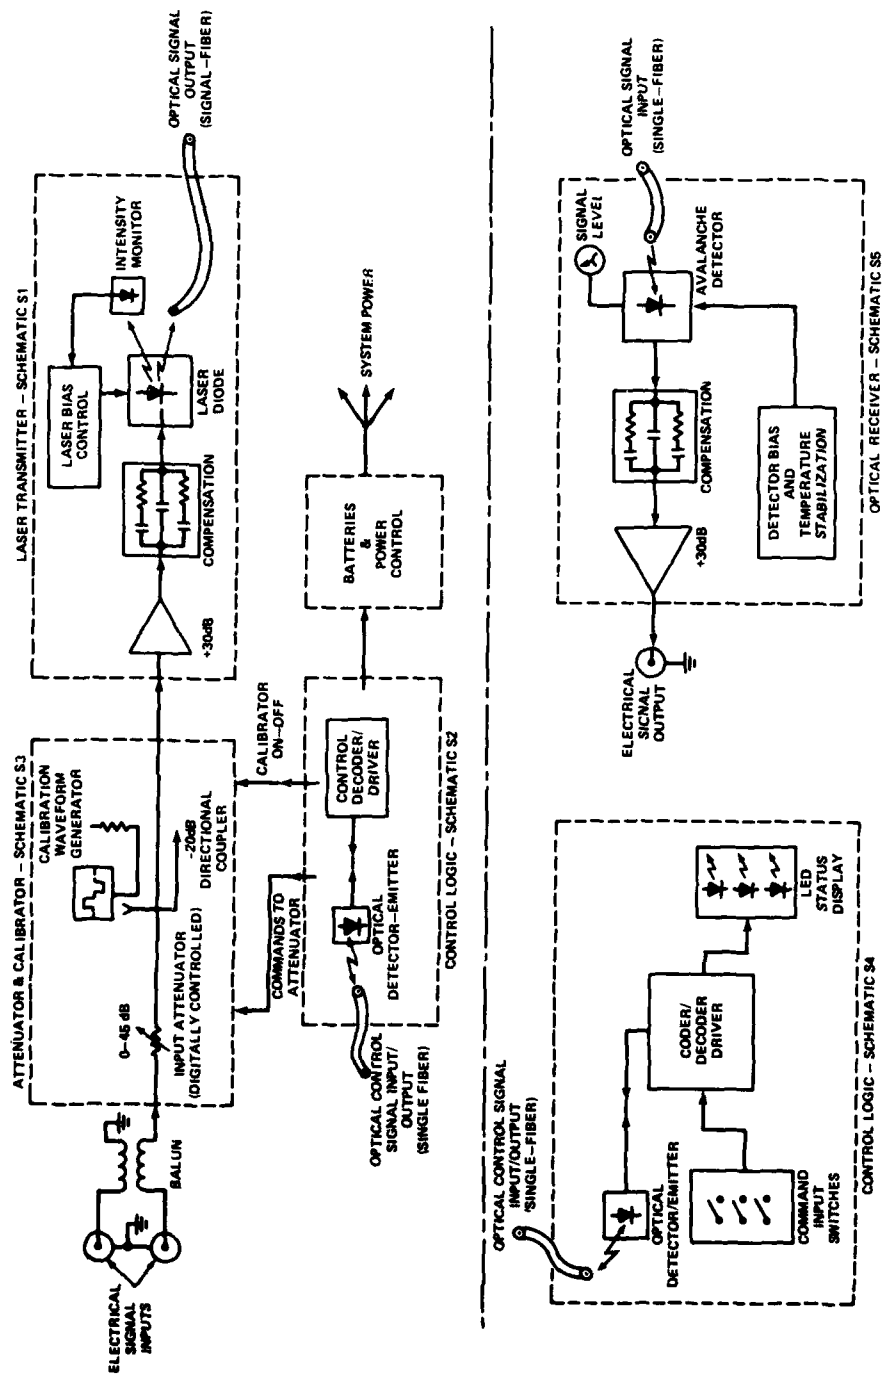 ATTENUATOR & CALIBRATOR – SCHEMATIC S3
LASER TRANSMITTER – SCHEMATIC S1
ELECTRICAL
SIGNAL
INPUTS
BALUN
0–45 dB
INPUT ATTENUATOR
(DIGITALLY CONTROLLED)
CALIBRATION
WAVEFORM
GENERATOR
-20dB
DIRECTIONAL
COUPLER
+30dB
COMPENSATION
LASER BIAS
CONTROL
LASER
DIODE
INTENSITY
MONITOR
OPTICAL SIGNAL
OUTPUT
(SIGNAL–FIBER)
COMMANDS TO
ATTENUATOR
CALIBRATOR
ON–OFF
OPTICAL CONTROL
SIGNAL INPUT/
OUTPUT
(SINGLE FIBER)
OPTICAL
DETECTOR–EMITTER
CONTROL
DECODER/
DRIVER
CONTROL LOGIC – SCHEMATIC S2
BATTERIES
&
POWER
CONTROL
SYSTEM POWER
OPTICAL CONTROL SIGNAL
INPUT/OUTPUT
'SINGLE–FIBER)
OPTICAL
DETECTOR/EMITTER
COMMAND
INPUT
SWITCHES
CODER/
DECODER
DRIVER
LED
STATUS
DISPLAY
CONTROL LOGIC – SCHEMATIC S4
ELECTRICAL
SIGNAL
OUTPUT
+30dB
COMPENSATION
DETECTOR BIAS
AND
TEMPERATURE
STABILIZATION
SIGNAL
LEVEL
AVALANCHE
DETECTOR
OPTICAL SIGNAL
INPUT
(SINGLE–FIBER)
OPTICAL RECEIVER – SCHEMATIC S5